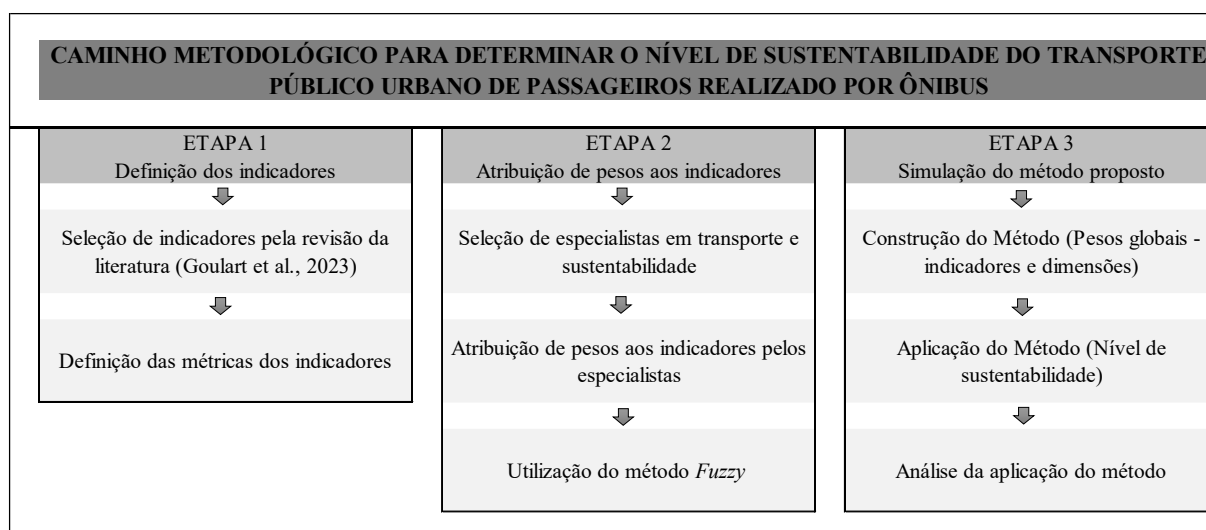 CAMINHO METODOLÓGICO PARA DETERMINAR O NÍVEL DE SUSTENTABILIDADE DO TRANSPORTE
PÚBLICO URBANO DE PASSAGEIROS REALIZADO POR ÔNIBUS
ETAPA 1
Definição dos indicadores
Seleção de indicadores pela revisão da
literatura (Goulart et al., 2023)
Definição das métricas dos indicadores
ETAPA 2
Atribuição de pesos aos indicadores
Seleção de especialistas em transporte e
sustentabilidade
Atribuição de pesos aos indicadores pelos
especialistas
Utilização do método Fuzzy
ETAPA 3
Simulação do método proposto
Construção do Método (Pesos globais -
indicadores e dimensões)
Aplicação do Método (Nível de
sustentabilidade)
Análise da aplicação do método